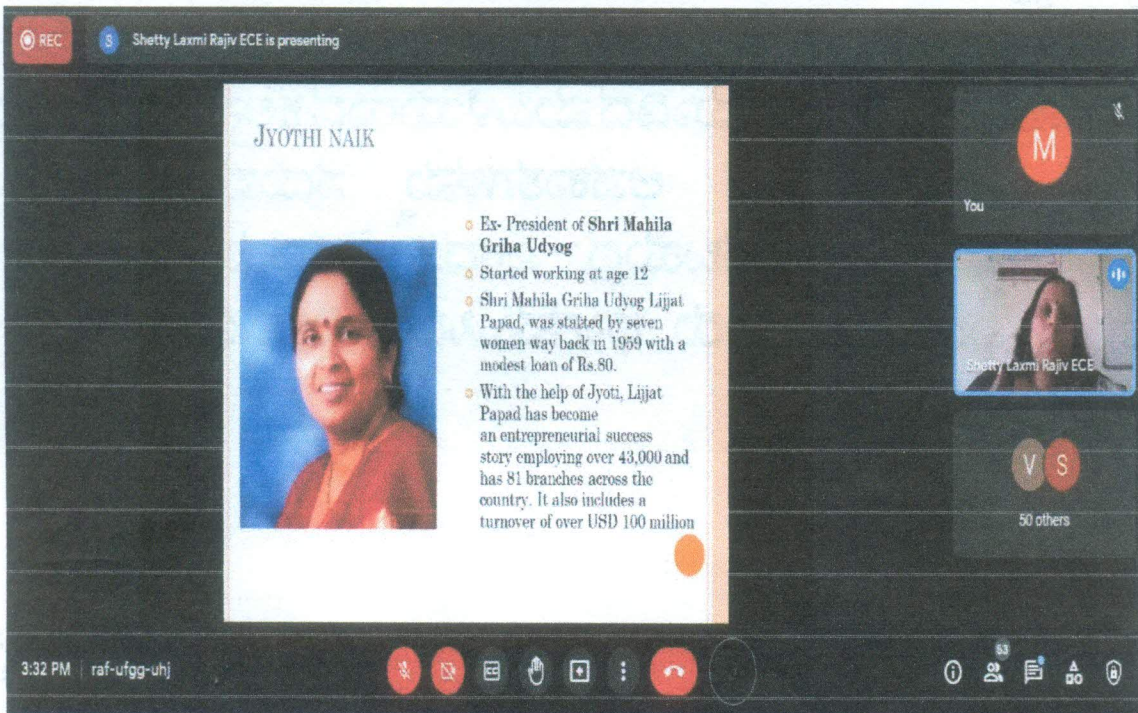 REC
S
Shetty Laxmi Rajiv ECE is presenting
JYOTHI NAIK
Ex- President of Shri Mahila
Griha Udyog
Started working at age 12
Shri Mahila Griha Udyog Lijjat
Papad, was stabted by seven
women way back in 1959 with a
modest loan of Rs.80.
With the help of Jyoti, Lijjat
Papad has become
an entrepreneurial success
story employing over 43,000 and
has 81 branches across the
country. It also includes a
turnover of over USD 100 million
M
You
Shetty Laxmi Rajiv ECE
V S
50 others
3:32 PM | raf-ufgg-uhj
CC
53